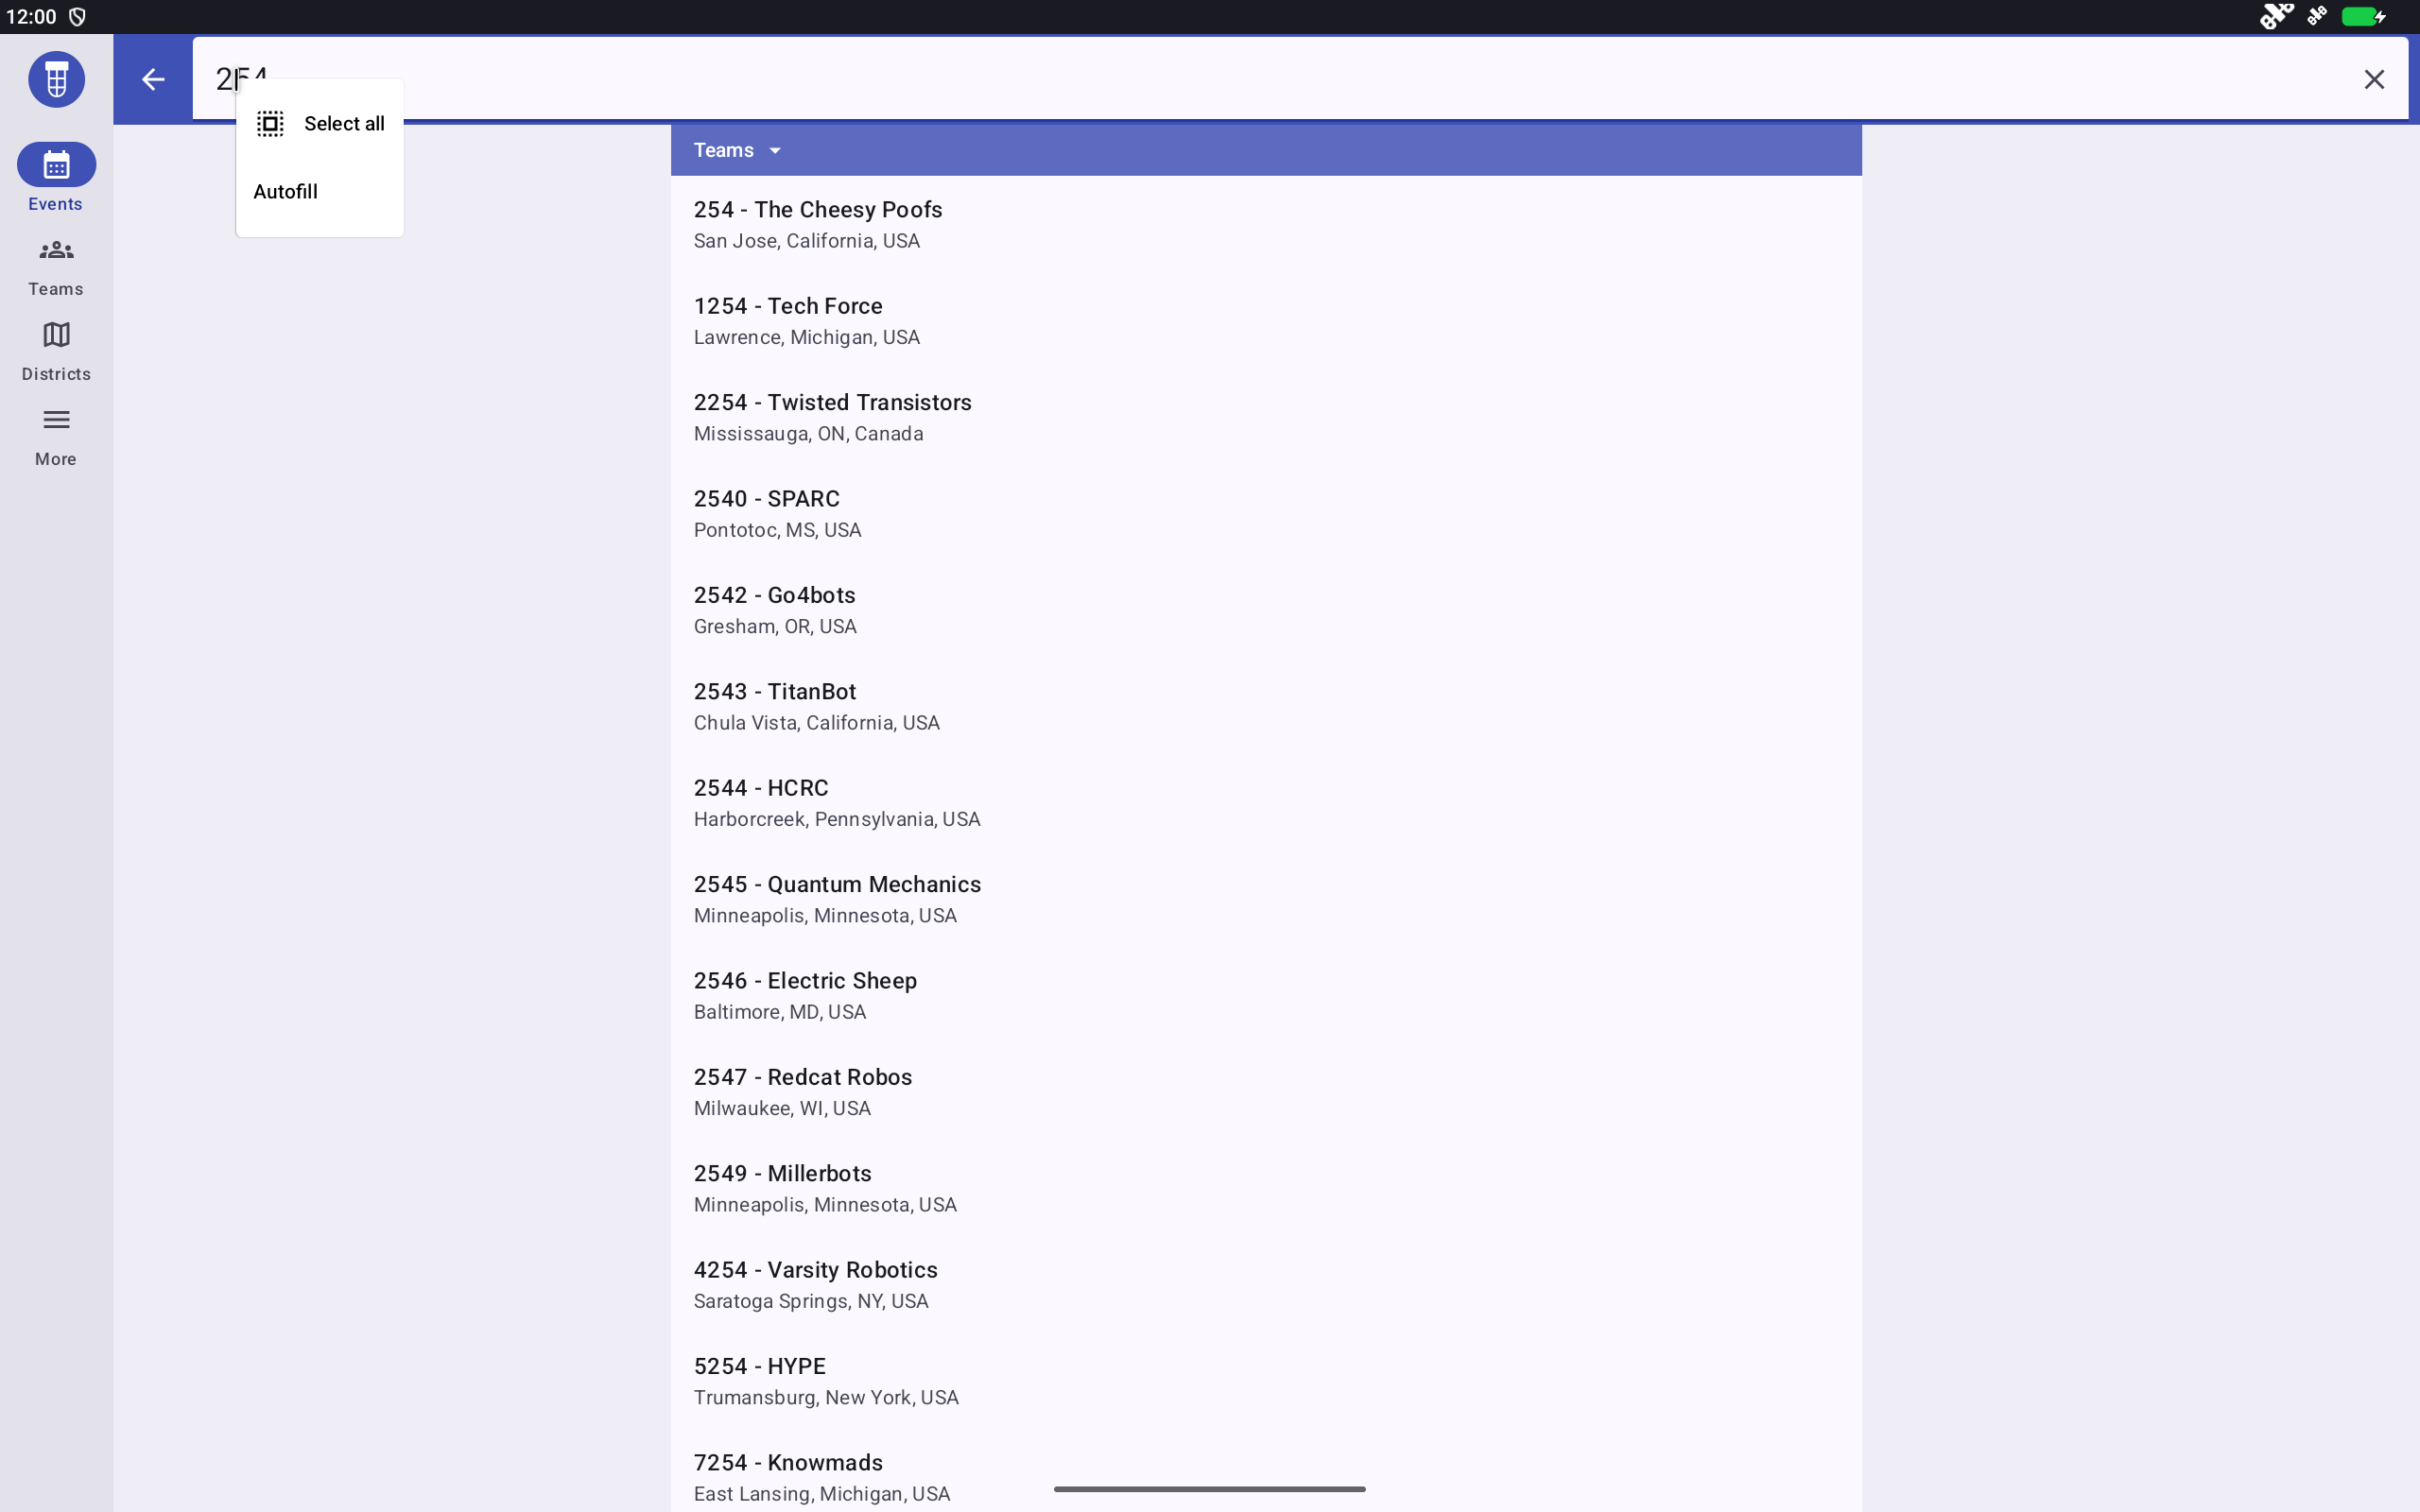 12:00
254
Select all
Autofill
Events
Teams
Districts
More
Teams
254 - The Cheesy Poofs
San Jose, California, USA
1254 - Tech Force
Lawrence, Michigan, USA
2254 - Twisted Transistors
Mississauga, ON, Canada
2540 - SPARC
Pontotoc, MS, USA
2542 - Go4bots
Gresham, OR, USA
2543 - TitanBot
Chula Vista, California, USA
2544 - HCRC
Harborcreek, Pennsylvania, USA
2545 - Quantum Mechanics
Minneapolis, Minnesota, USA
2546 - Electric Sheep
Baltimore, MD, USA
2547 - Redcat Robos
Milwaukee, WI, USA
2549 - Millerbots
Minneapolis, Minnesota, USA
4254 - Varsity Robotics
Saratoga Springs, NY, USA
5254 - HYPE
Trumansburg, New York, USA
7254 - Knowmads
East Lansing, Michigan, USA